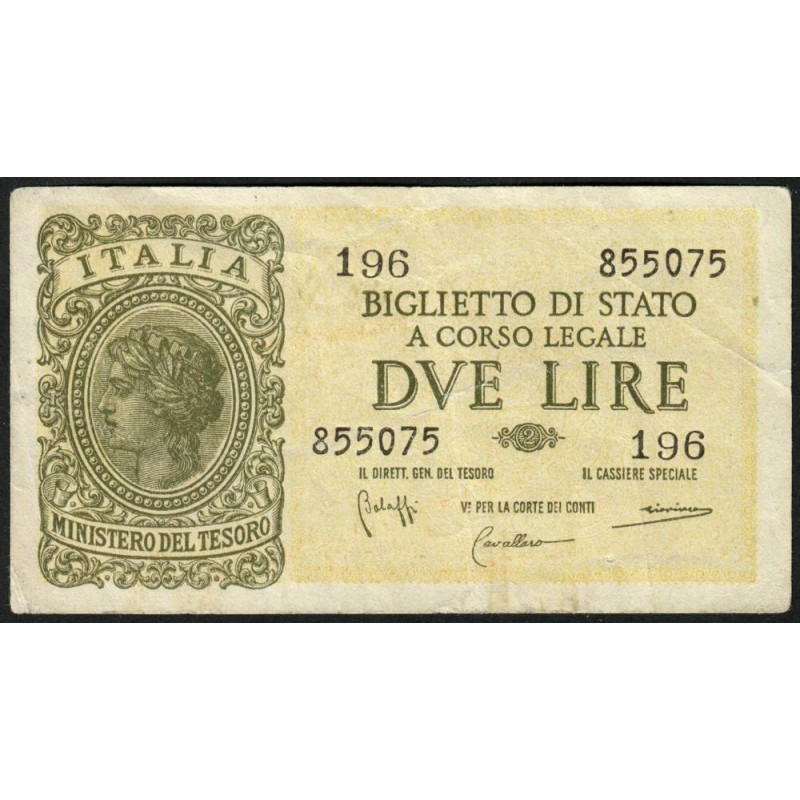 ITALIA
MINISTERO DEL TESORO
196 855075
BIGLIETTO DI STATO
A CORSO LEGALE
DVE LIRE
855075 2 196
IL DIRETT. GEN. DEL TESORO IL CASSIERE SPECIALE
Bolaffi Vº PER LA CORTE DEI CONTI Giovinco
Cavallaro